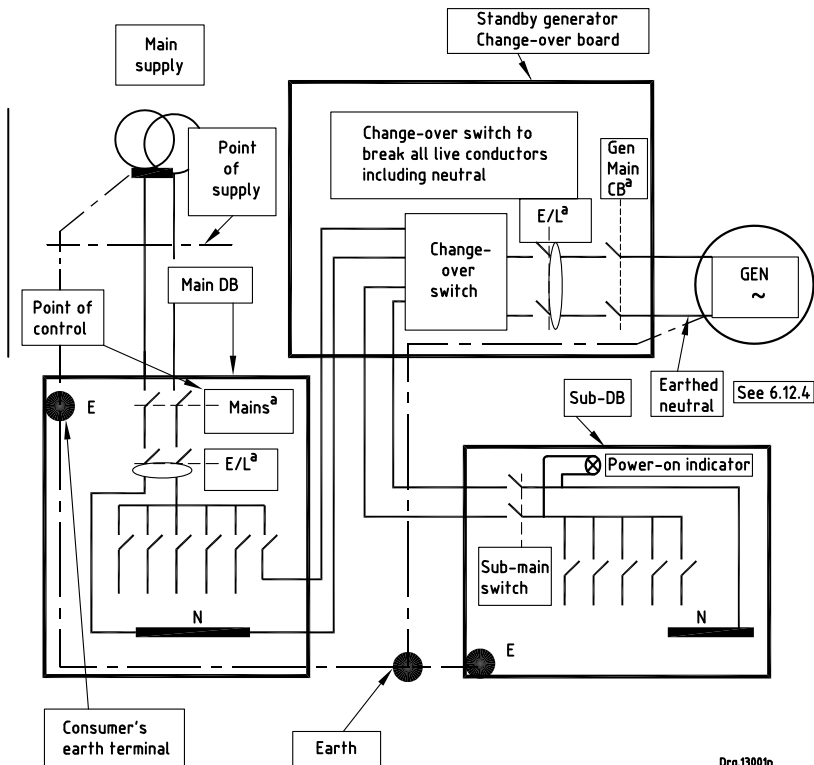 Standby generator
Change-over board
Main
supply
Change-over switch to
break all live conductors
including neutral
Gen
Main
CBª
Point
of
supply
E/Lª
Change-
over
switch
GEN
~
Main DB
Point of
control
Earthed
neutral
See 6.12.4
Sub-DB
E
Mainsª
E/Lª
Power-on indicator
Sub-main
switch
N
N
E
Consumer's
earth terminal
Earth
Drg.13001n